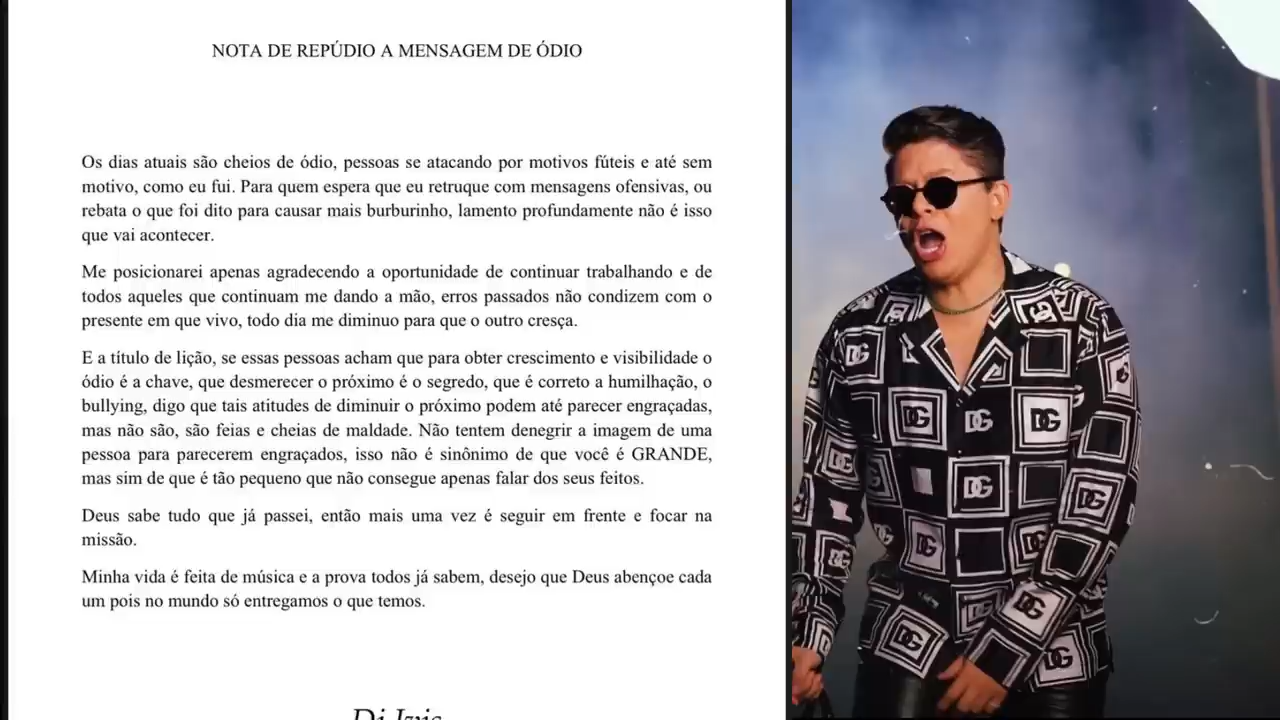 NOTA DE REPÚDIO A MENSAGEM DE ÓDIO
Os dias atuais são cheios de ódio, pessoas se atacando por motivos fúteis e até sem
motivo, como eu fui. Para quem espera que eu retruque com mensagens ofensivas, ou
rebata o que foi dito para causar mais burburinho, lamento profundamente não é isso
que vai acontecer.
Me posicionarei apenas agradecendo a oportunidade de continuar trabalhando e de
todos aqueles que continuam me dando a mão, erros passados não condizem com o
presente em que vivo, todo dia me diminuo para que o outro cresça.
E a título de lição, se essas pessoas acham que para obter crescimento e visibilidade o
ódio é a chave, que desmerecer o próximo é o segredo, que é correto a humilhação, o
bullying, digo que tais atitudes de diminuir o próximo podem até parecer engraçadas,
mas não são, são feias e cheias de maldade. Não tentem denegrir a imagem de uma
pessoa para parecerem engraçados, isso não é sinônimo de que você é GRANDE,
mas sim de que é tão pequeno que não consegue apenas falar dos seus feitos.
Deus sabe tudo que já passei, então mais uma vez é seguir em frente e focar na
missão.
Minha vida é feita de música e a prova todos já sabem, desejo que Deus abençoe cada
um pois no mundo só entregamos o que temos.
Dj Ivis
DG
DG
DG
DG
DG
DG
DG
DG
DG
DG
DG
DG